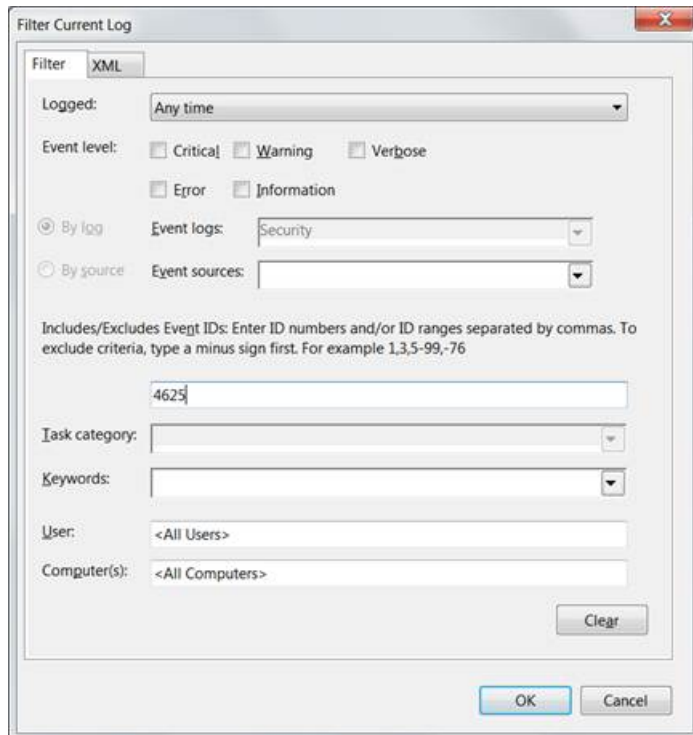 Filter Current Log
Filter XML
Logged: Any time
Event level: Critical Warning Verbose
Error Information
By log Event logs: Security
By source Event sources:
Includes/Excludes Event IDs: Enter ID numbers and/or ID ranges separated by commas. To
exclude criteria, type a minus sign first. For example 1,3,5-99,-76
4625
Task category:
Keywords:
User: <All Users>
Computer(s): <All Computers>
Clear
OK Cancel